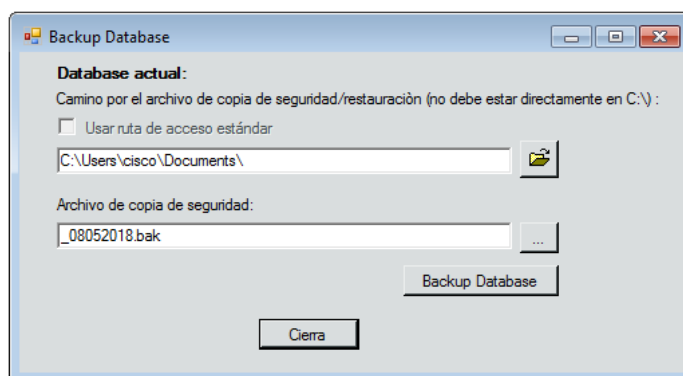 Backup Database
Database actual:
Camino por el archivo de copia de seguridad/restauraciòn (no debe estar directamente en C:\) :
Usar ruta de acceso estándar
C:\Users\cisco\Documents\
Archivo de copia de seguridad:
_08052018.bak
...
Backup Database
Cierra